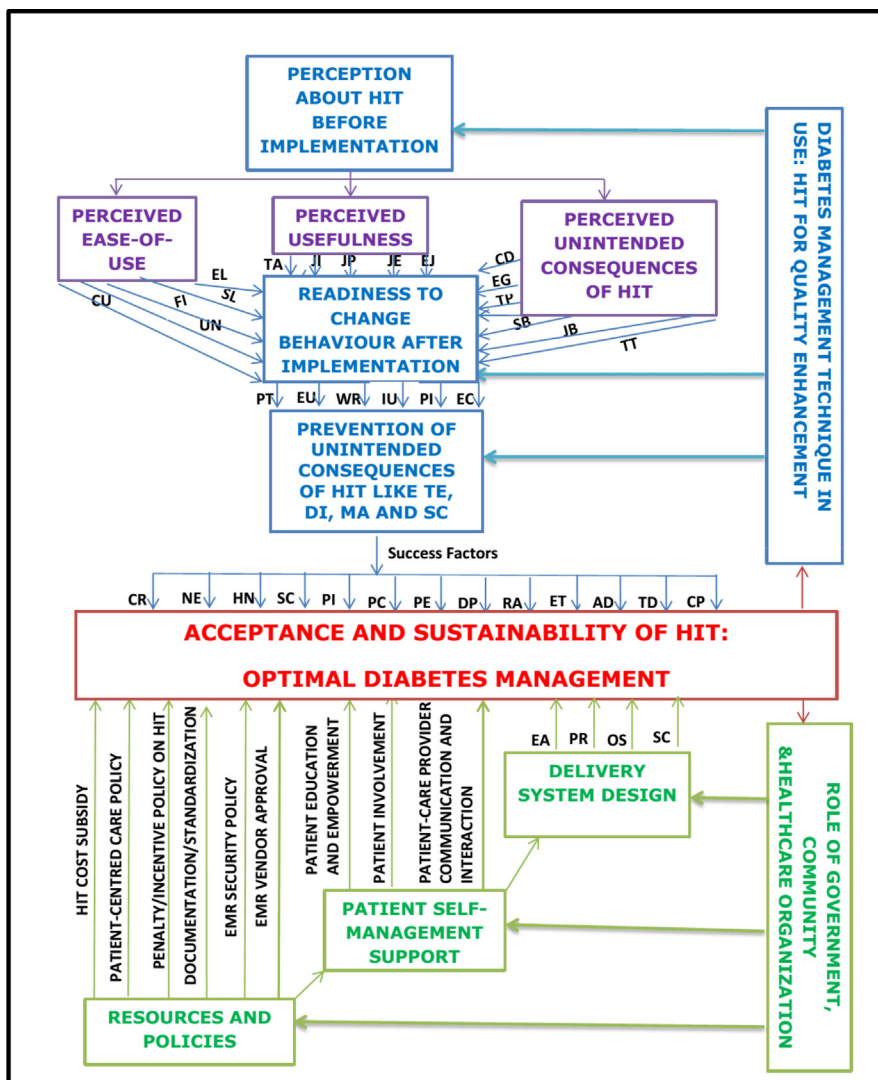 PERCEPTION
ABOUT HIT
BEFORE
IMPLEMENTATION
DIABETES MANAGEMENT TECHNIQUE IN
USE: HIT FOR QUALITY ENHANCEMENT
PERCEIVED
EASE-OF-
USE
PERCEIVED
USEFULNESS
PERCEIVED
UNINTENDED
CONSEQUENCES
OF HIT
TA JI JP JE EJ
EL
SL
FI
UN
CU
CD
EG
TP
SB
JB
TT
READINESS TO
CHANGE
BEHAVIOUR AFTER
IMPLEMENTATION
PT EU WR IU PI EC
PREVENTION OF
UNINTENDED
CONSEQUENCES
OF HIT LIKE TE,
DI, MA AND SC
Success Factors
CR NE HN SC PI PC PE DP RA ET AD TD CP
ACCEPTANCE AND SUSTAINABILITY OF HIT:
OPTIMAL DIABETES MANAGEMENT
HIT COST SUBSIDY
PATIENT-CENTRED CARE POLICY
PENALTY/INCENTIVE POLICY ON HIT
DOCUMENTATION/STANDARDIZATION
EMR SECURITY POLICY
EMR VENDOR APPROVAL
PATIENT EDUCATION
AND EMPOWERMENT
PATIENT INVOLVEMENT
PATIENT-CARE PROVIDER
COMMUNICATION AND
INTERACTION
EA PR OS SC
DELIVERY
SYSTEM DESIGN
PATIENT SELF-
MANAGEMENT
SUPPORT
RESOURCES AND
POLICIES
ROLE OF GOVERNMENT,
COMMUNITY
&HEALTHCARE ORGANIZATION